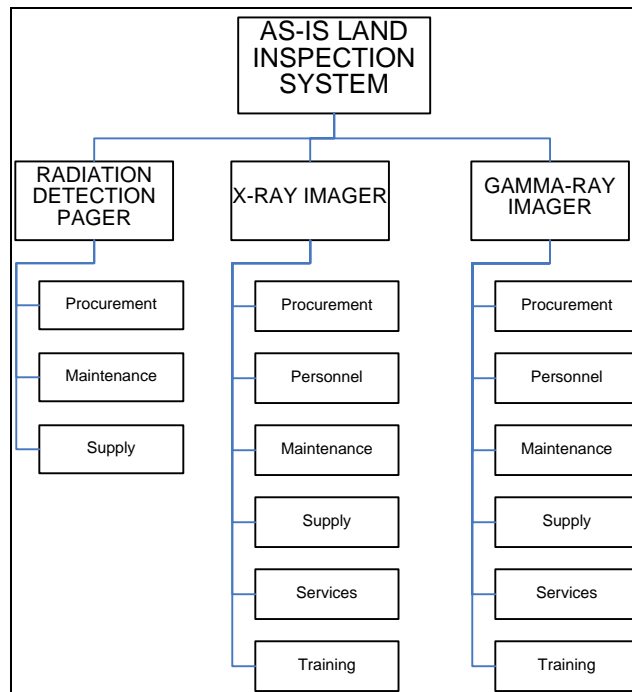 AS-IS LAND
INSPECTION
SYSTEM
RADIATION
DETECTION
PAGER
X-RAY IMAGER
GAMMA-RAY
IMAGER
Procurement
Maintenance
Supply
Procurement
Personnel
Maintenance
Supply
Services
Training
Procurement
Personnel
Maintenance
Supply
Services
Training